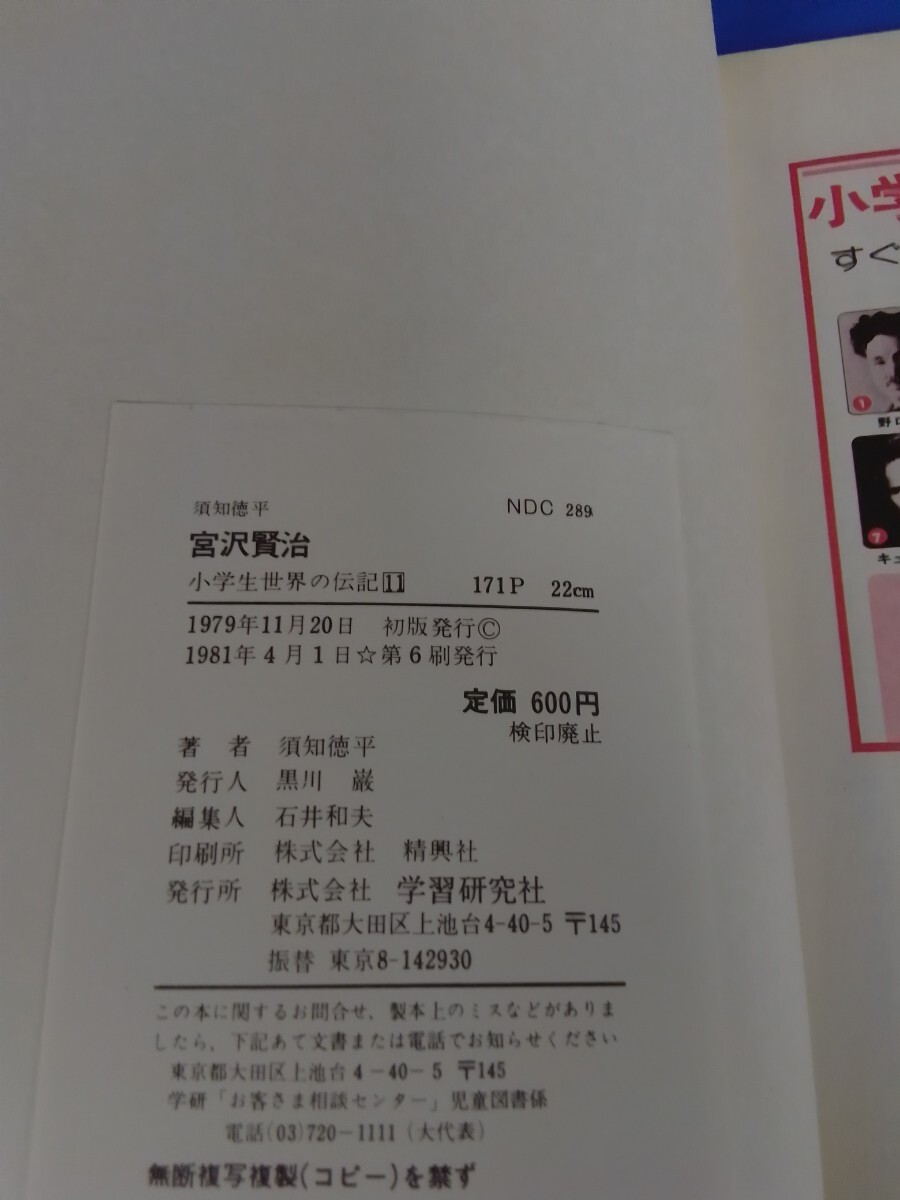 須知徳平 NDC 289
宮沢賢治
小学生世界の伝記11 171P 22cm
1979年11月20日 初版発行©
1981年4月1日☆第6刷発行
定価 600円
検印廃止
著 者 須知徳平
発行人 黒川 巌
編集人 石井和夫
印刷所 株式会社 精興社
発行所 株式会社 学習研究社
東京都大田区上池台4-40-5 〒145
振替 東京8-142930
この本に関するお問合せ,製本上のミスなどがありま
したら,下記あて文書または電話でお知らせください
東京都大田区上池台4-40-5 〒145
学研「お客さま相談センター」児童図書係
電話(03)720-1111(大代表)
無断複写複製(コピー)を禁ず
小学
すぐ
1
野口
7
キュ